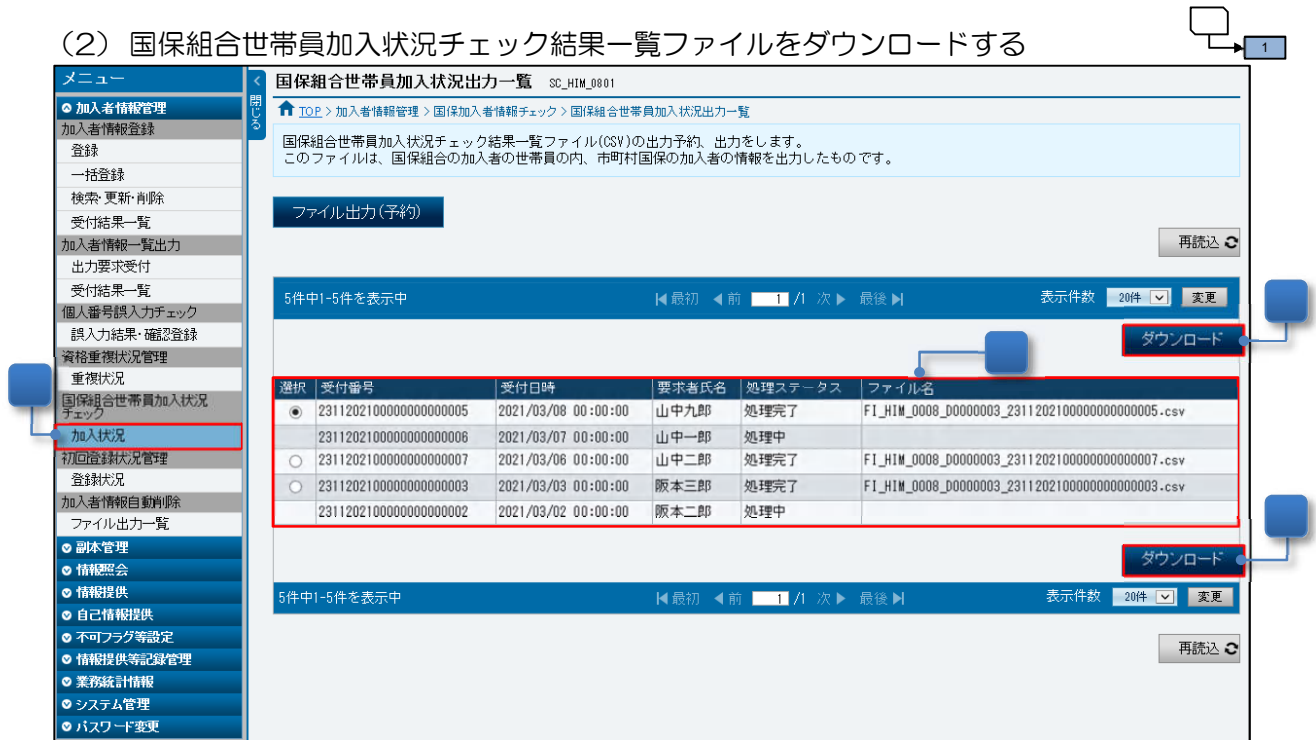 (2) 国保組合世帯員加入状況チェック結果一覧ファイルをダウンロードする
1
メニュー
加入者情報管理
加入者情報登録
登録
一括登録
検索・更新・削除
受付結果一覧
加入者情報一覧出力
出力要求受付
受付結果一覧
個人番号誤入力チェック
誤入力結果・確認登録
資格重複状況管理
重複状況
国保組合世帯員加入状況
チェック
加入状況
初回登録状況管理
登録状況
加入者情報自動削除
ファイル出力一覧
副本管理
情報照会
情報提供
自己情報提供
不可フラグ等設定
情報提供等記録管理
業務統計情報
システム管理
パスワード変更
< 閉じる
国保組合世帯員加入状況出力一覧 SC_HIM_0801
TOP > 加入者情報管理 > 国保加入者情報チェック > 国保組合世帯員加入状況出力一覧
国保組合世帯員加入状況チェック結果一覧ファイル(CSV)の出力予約、出力をします。
このファイルは、国保組合の加入者の世帯員の内、市町村国保の加入者の情報を出力したものです。
ファイル出力(予約)
再読込
5件中1-5件を表示中 最初 前 1 /1 次 最後 表示件数 20件 変更
ダウンロード
選択 受付番号 受付日時 要求者氏名 処理ステータス ファイル名
2311202100000000000005 2021/03/08 00:00:00 山中九郎 処理完了 FI_HIM_0008_D0000003_2311202100000000000005.csv
2311202100000000000006 2021/03/07 00:00:00 山中一郎 処理中
2311202100000000000007 2021/03/06 00:00:00 山中二郎 処理完了 FI_HIM_0008_D0000003_2311202100000000000007.csv
2311202100000000000003 2021/03/03 00:00:00 阪本三郎 処理完了 FI_HIM_0008_D0000003_2311202100000000000003.csv
2311202100000000000002 2021/03/02 00:00:00 阪本二郎 処理中
ダウンロード
5件中1-5件を表示中 最初 前 1 /1 次 最後 表示件数 20件 変更
再読込